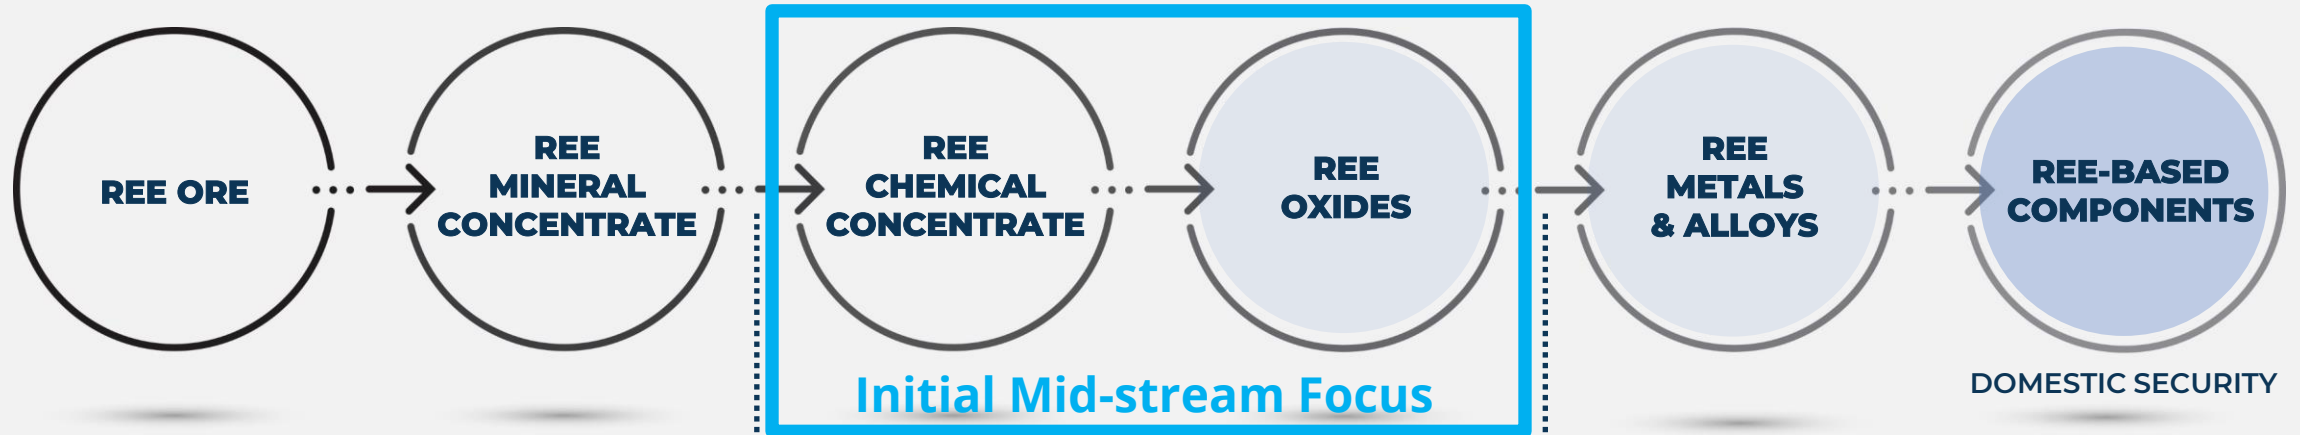 REE ORE
REE
MINERAL
CONCENTRATE
REE
CHEMICAL
CONCENTRATE
REE
OXIDES
REE
METALS
& ALLOYS
REE-BASED
COMPONENTS
Initial Mid-stream Focus
DOMESTIC SECURITY